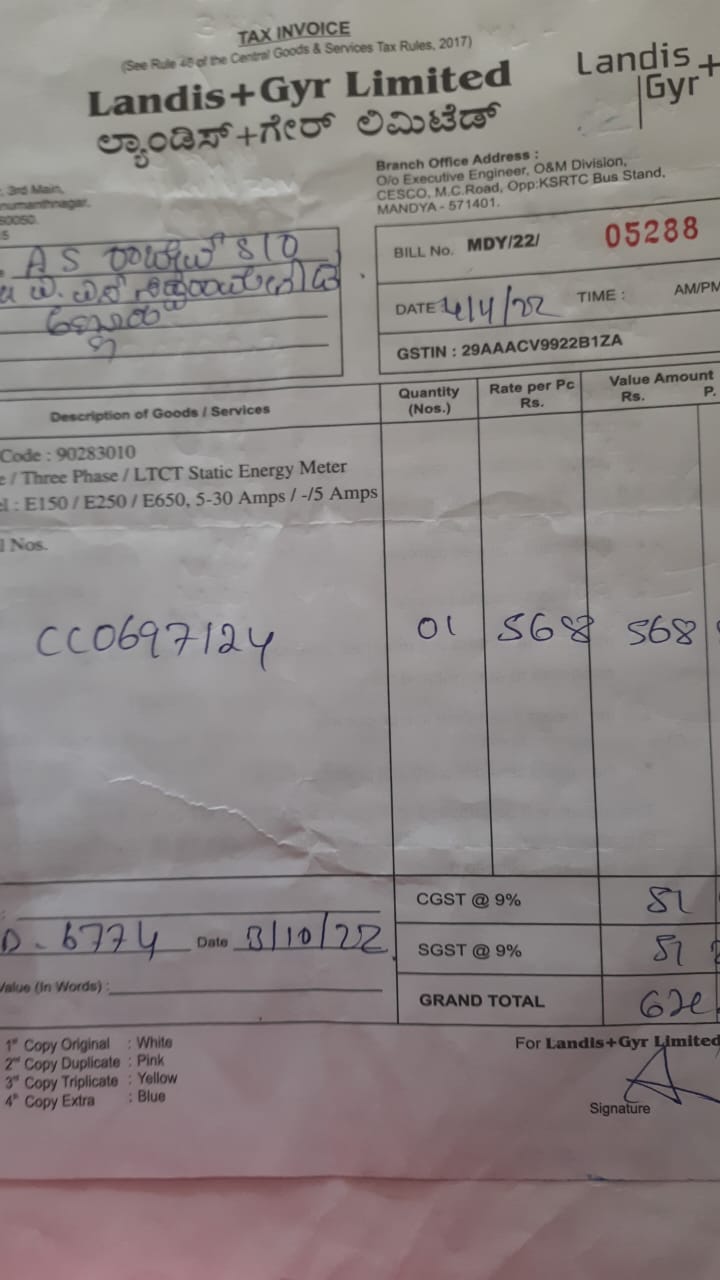 TAX INVOICE
(See Rule 46 of the Central Goods & Services Tax Rules, 2017)
Landis+Gyr Limited
ಲ್ಯಾಂಡಿಸ್+ಗೇರ್ ಲಿಮಿಟೆಡ್
Landis+
Gyr
3rd Main,
numanthnagar,
60050.
5
Branch Office Address :
O/o Executive Engineer, O&M Division,
CESCO, M.C.Road, Opp:KSRTC Bus Stand,
MANDYA - 571401.
A S S/O
BILL No. MDY/22/ 05288
DATE 4/4/22 TIME : AM/PM
GSTIN : 29AAACV9922B1ZA
Description of Goods / Services
Quantity (Nos.)
Rate per Pc Rs.
Value Amount Rs. P.
Code : 90283010
e / Three Phase / LTCT Static Energy Meter
el : E150 / E250 / E650, 5-30 Amps / -/5 Amps
l Nos.
CC0697124 01 568 568
CGST @ 9%
D. 6774 Date 3/10/22
SGST @ 9%
Value (In Words) :
GRAND TOTAL
1st Copy Original : White
2nd Copy Duplicate : Pink
3rd Copy Triplicate : Yellow
4th Copy Extra : Blue
For Landis+Gyr Limited
Signature